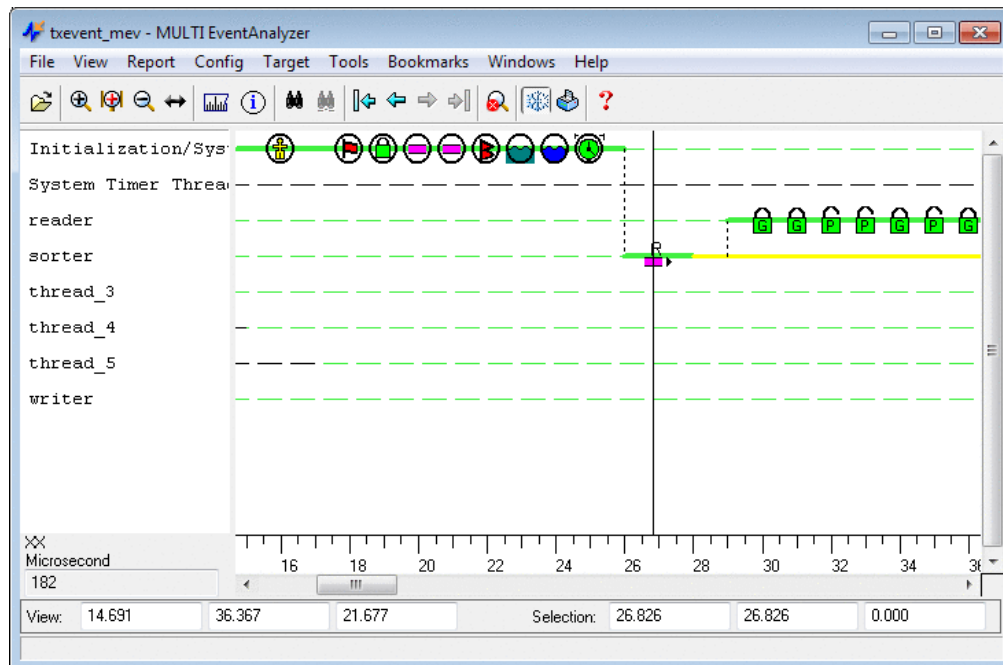 txevent_mev - MULTI EventAnalyzer
File View Report Config Target Tools Bookmarks Windows Help
Initialization/Sys
System Timer Threa
reader
G G P P G P G
sorter
R
thread_3
thread_4
thread_5
writer
XX
Microsecond
16 18 20 22 24 26 28 30 32 34 36
182
View: 14.691 36.367 21.677 Selection: 26.826 26.826 0.000